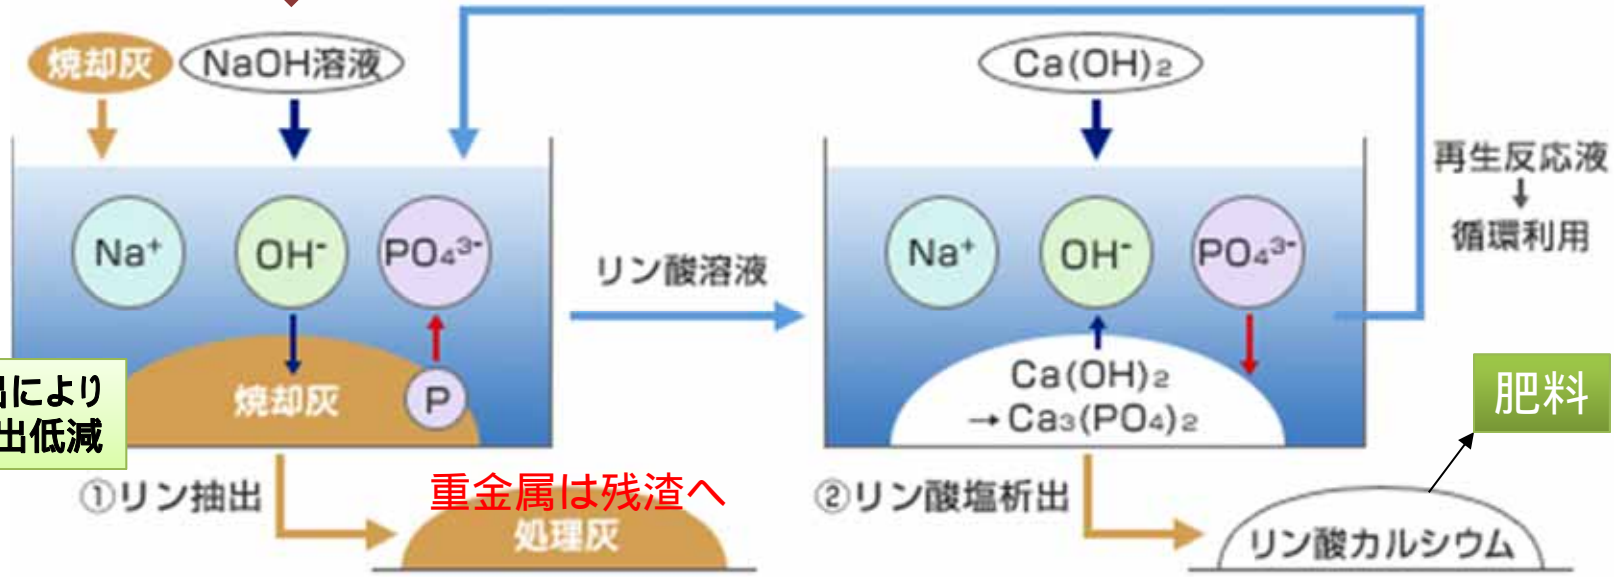 焼却灰
NaOH溶液
Ca(OH)₂
再生反応液
↓
循環利用
Na⁺
OH⁻
PO₄³⁻
リン酸溶液
Na⁺
OH⁻
PO₄³⁻
焼却灰
P
Ca(OH)₂
→Ca₃(PO₄)₂
により
出低減
肥料
①リン抽出
重金属は残渣へ
処理灰
②リン酸塩析出
リン酸カルシウム